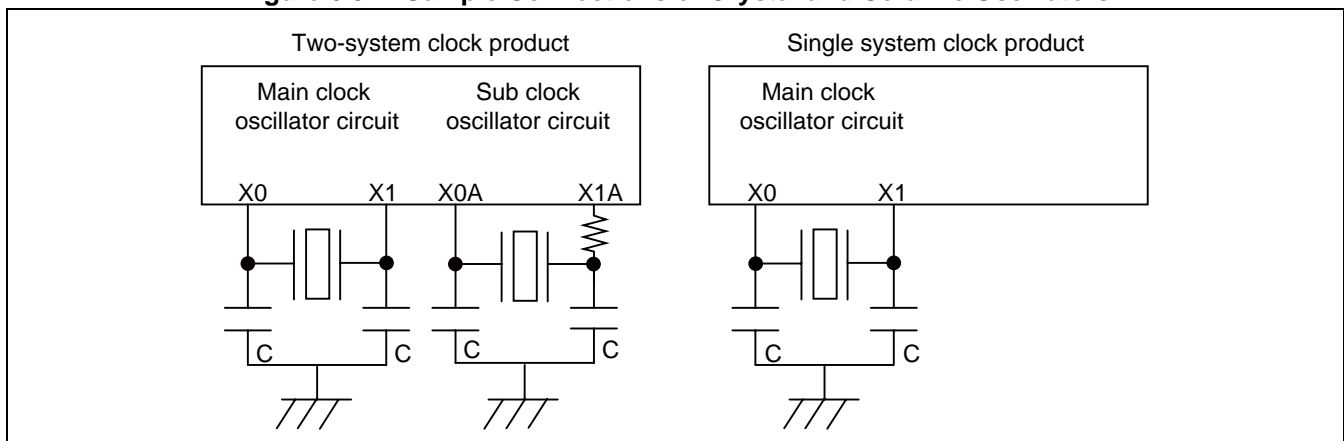 Two-system clock product
Single system clock product
Main clock
oscillator circuit
Sub clock
oscillator circuit
Main clock
oscillator circuit
X0
X1
X0A
X1A
X0
X1
C
C
C
C
C
C